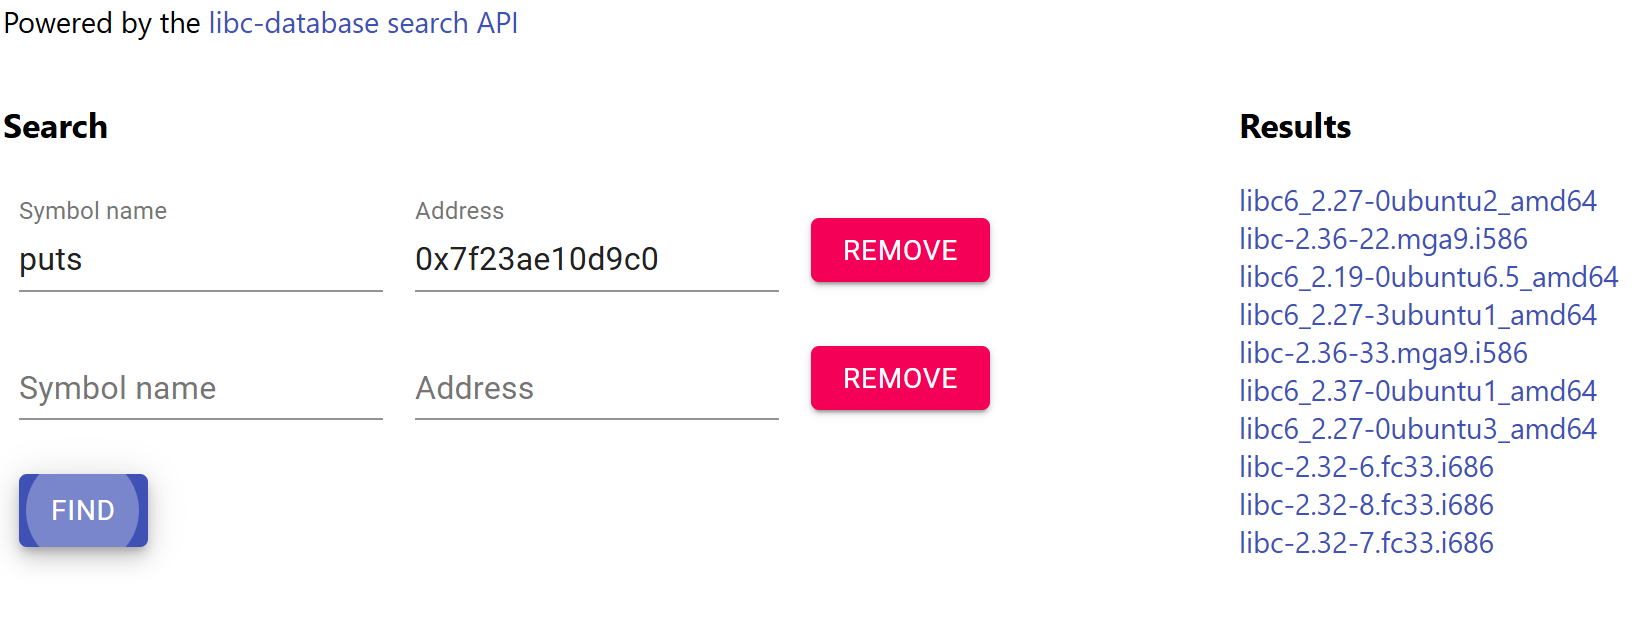 Powered by the libc-database search API
Search
Symbol name
Address
puts
0x7f23ae10d9c0
REMOVE
Symbol name
Address
REMOVE
FIND
Results
libc6_2.27-0ubuntu2_amd64
libc-2.36-22.mga9.i586
libc6_2.19-0ubuntu6.5_amd64
libc6_2.27-3ubuntu1_amd64
libc-2.36-33.mga9.i586
libc6_2.37-0ubuntu1_amd64
libc6_2.27-0ubuntu3_amd64
libc-2.32-6.fc33.i686
libc-2.32-8.fc33.i686
libc-2.32-7.fc33.i686